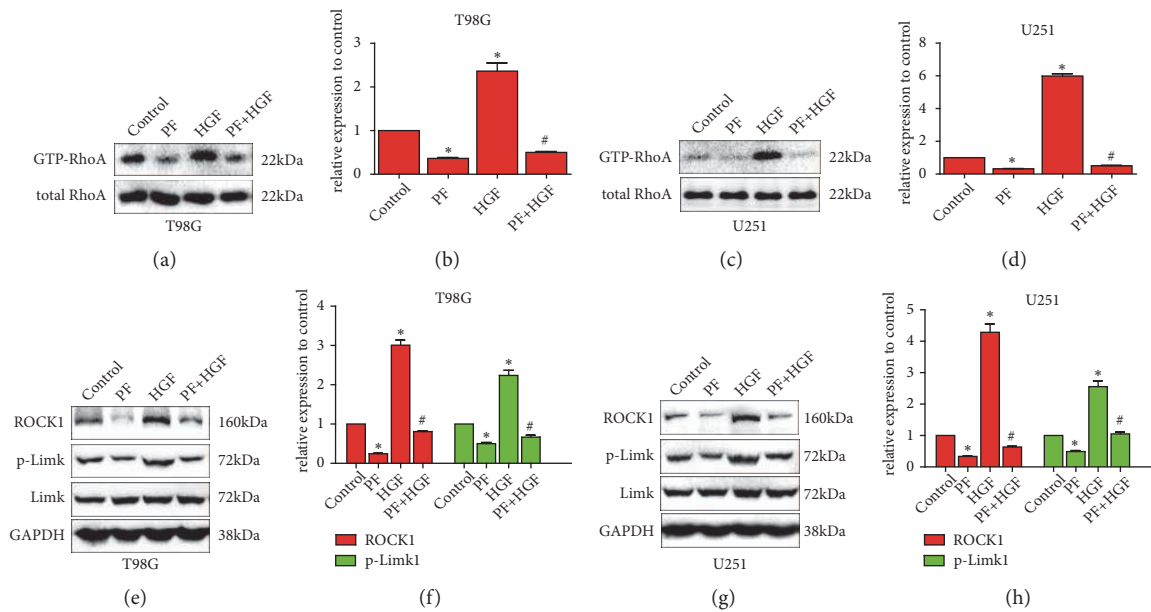 Control PF HGF PF+HGF
GTP-RhoA 22kDa
total RhoA 22kDa
T98G
(a)
T98G
relative expression to control
3
2
1
0
* * #
Control PF HGF PF+HGF
(b)
Control PF HGF PF+HGF
GTP-RhoA 22kDa
total RhoA 22kDa
U251
(c)
U251
relative expression to control
8
6
4
2
0
* * #
Control PF HGF PF+HGF
(d)
Control PF HGF PF+HGF
ROCK1 160kDa
p-Limk 72kDa
Limk 72kDa
GAPDH 38kDa
T98G
(e)
T98G
relative expression to control
4
3
2
1
0
* * # * * #
Control PF HGF PF+HGF Control PF HGF PF+HGF
ROCK1
p-Limk1
(f)
Control PF HGF PF+HGF
ROCK1 160kDa
p-Limk 72kDa
Limk 72kDa
GAPDH 38kDa
U251
(g)
U251
relative expression to control
5
4
3
2
1
0
* * # * * #
Control PF HGF PF+HGF Control PF HGF PF+HGF
ROCK1
p-Limk1
(h)